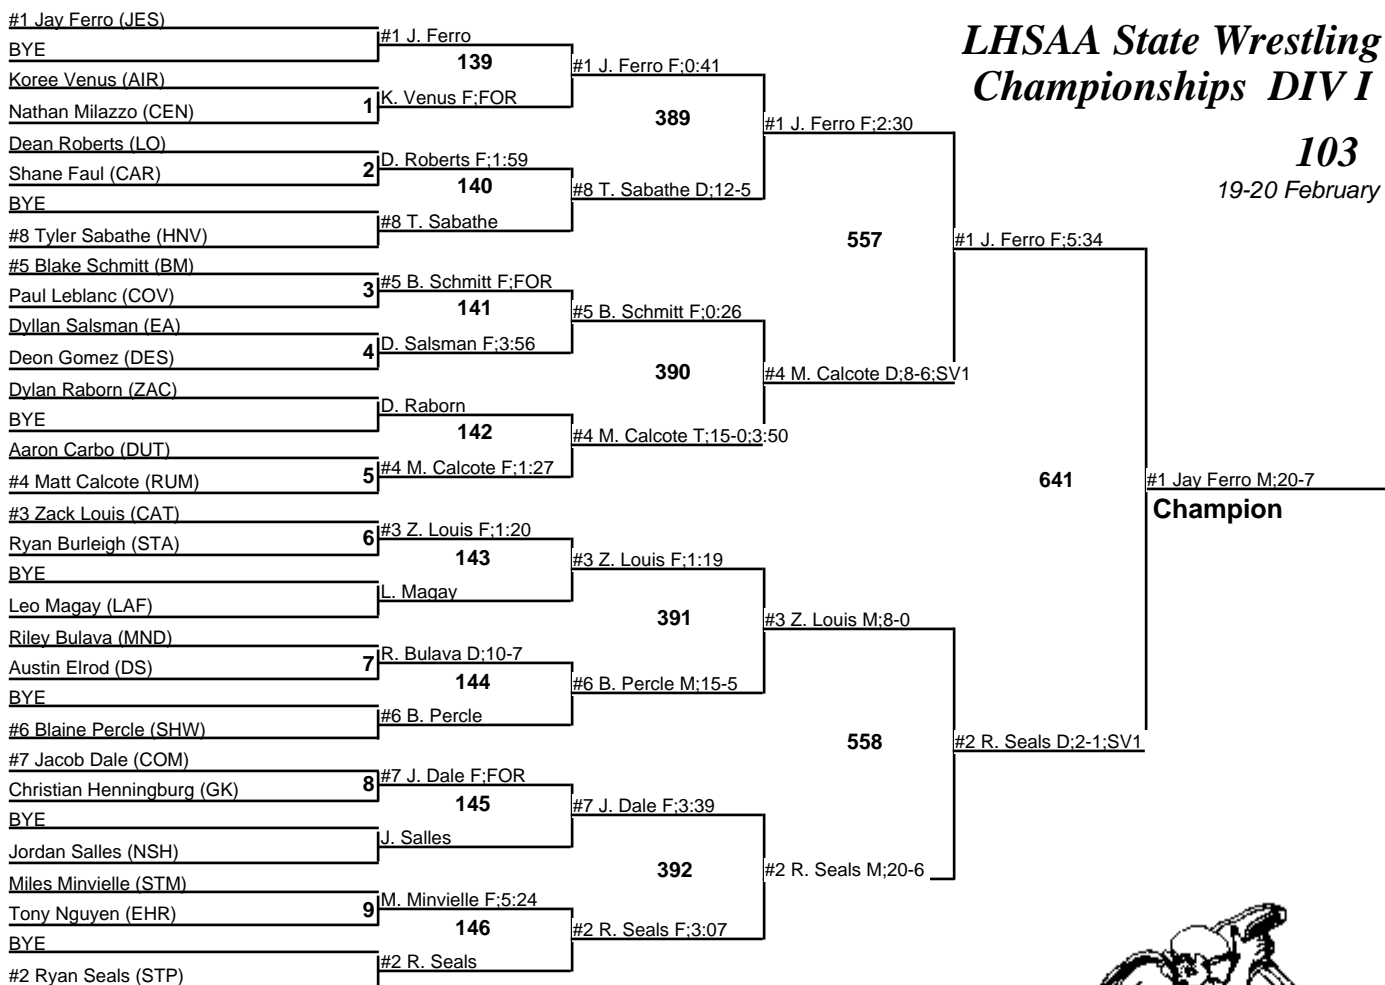 LHSAA State Wrestling
Championships DIV I
103
19-20 February
#1 Jay Ferro (JES)
BYE
Koree Venus (AIR)
Nathan Milazzo (CEN)
Dean Roberts (LO)
Shane Faul (CAR)
BYE
#8 Tyler Sabathe (HNV)
#5 Blake Schmitt (BM)
Paul Leblanc (COV)
Dyllan Salsman (EA)
Deon Gomez (DES)
Dylan Raborn (ZAC)
BYE
Aaron Carbo (DUT)
#4 Matt Calcote (RUM)
#3 Zack Louis (CAT)
Ryan Burleigh (STA)
BYE
Leo Magay (LAF)
Riley Bulava (MND)
Austin Elrod (DS)
BYE
#6 Blaine Percle (SHW)
#7 Jacob Dale (COM)
Christian Henningburg (GK)
BYE
Jordan Salles (NSH)
Miles Minvielle (STM)
Tony Nguyen (EHR)
BYE
#2 Ryan Seals (STP)
1
2
3
4
5
6
7
8
9
#1 J. Ferro
139
K. Venus F;FOR
D. Roberts F;1:59
140
#8 T. Sabathe
#5 B. Schmitt F;FOR
141
D. Salsman F;3:56
D. Raborn
142
#4 M. Calcote F;1:27
#3 Z. Louis F;1:20
143
L. Magay
R. Bulava D;10-7
144
#6 B. Percle
#7 J. Dale F;FOR
145
J. Salles
M. Minvielle F;5:24
146
#2 R. Seals
#1 J. Ferro F;0:41
389
#8 T. Sabathe D;12-5
#5 B. Schmitt F;0:26
390
#4 M. Calcote T;15-0;3:50
#3 Z. Louis F;1:19
391
#6 B. Percle M;15-5
#7 J. Dale F;3:39
392
#2 R. Seals F;3:07
#1 J. Ferro F;2:30
557
#4 M. Calcote D;8-6;SV1
#3 Z. Louis M;8-0
558
#2 R. Seals M;20-6
#1 J. Ferro F;5:34
641
#2 R. Seals D;2-1;SV1
#1 Jay Ferro M;20-7
Champion